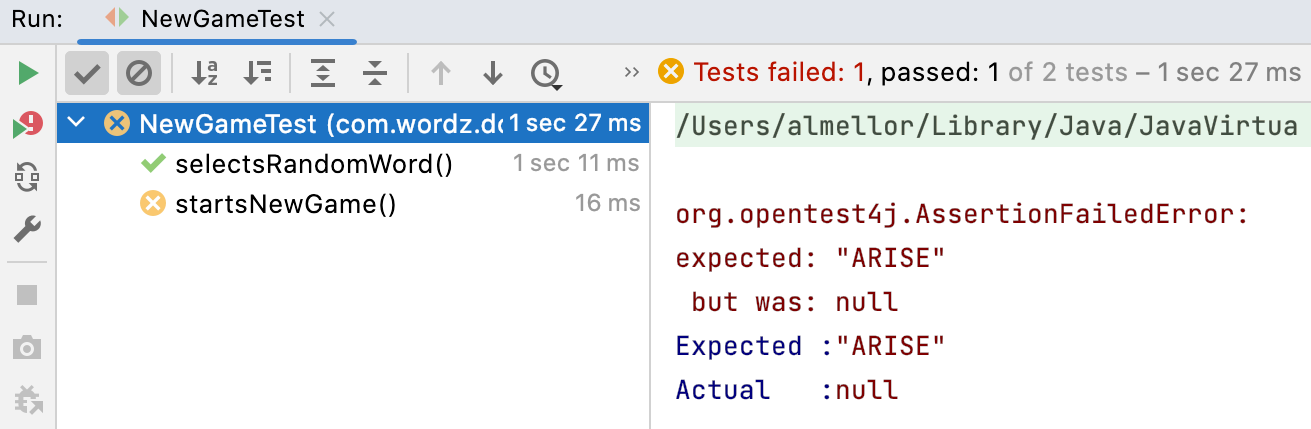 Run: NewGameTest
Tests failed: 1, passed: 1 of 2 tests – 1 sec 27 ms
NewGameTest (com.wordz.dc 1 sec 27 ms
selectsRandomWord() 1 sec 11 ms
startsNewGame() 16 ms
/Users/almellor/Library/Java/JavaVirtua
org.opentest4j.AssertionFailedError:
expected: "ARISE"
but was: null
Expected :"ARISE"
Actual   :null